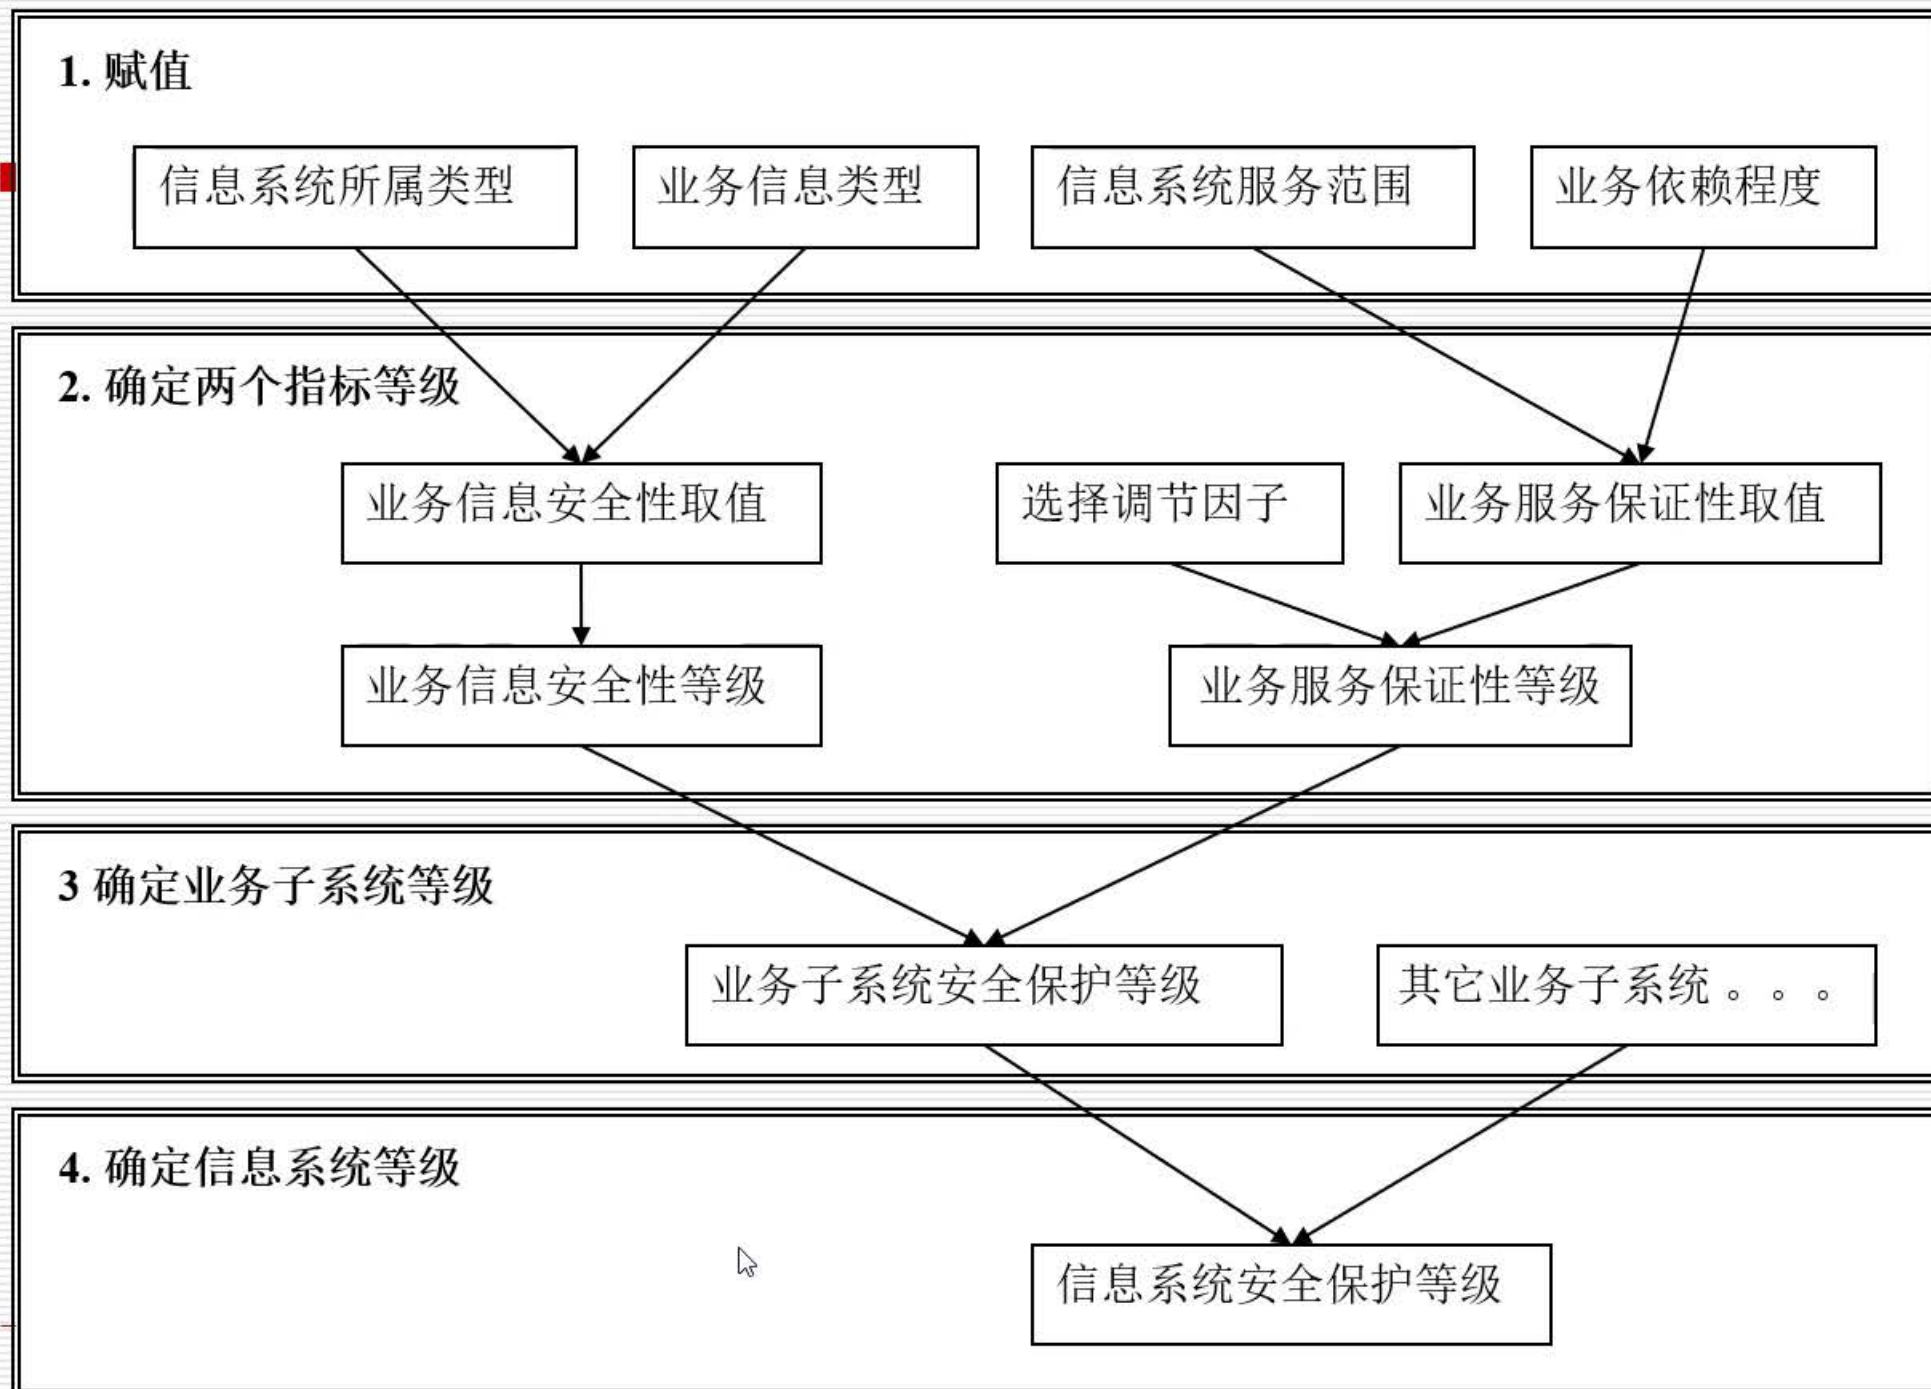 1. 赋值
信息系统所属类型
业务信息类型
信息系统服务范围
业务依赖程度
2. 确定两个指标等级
业务信息安全性取值
选择调节因子
业务服务保证性取值
业务信息安全性等级
业务服务保证性等级
3 确定业务子系统等级
业务子系统安全保护等级
其它业务子系统。。。
4. 确定信息系统等级
信息系统安全保护等级